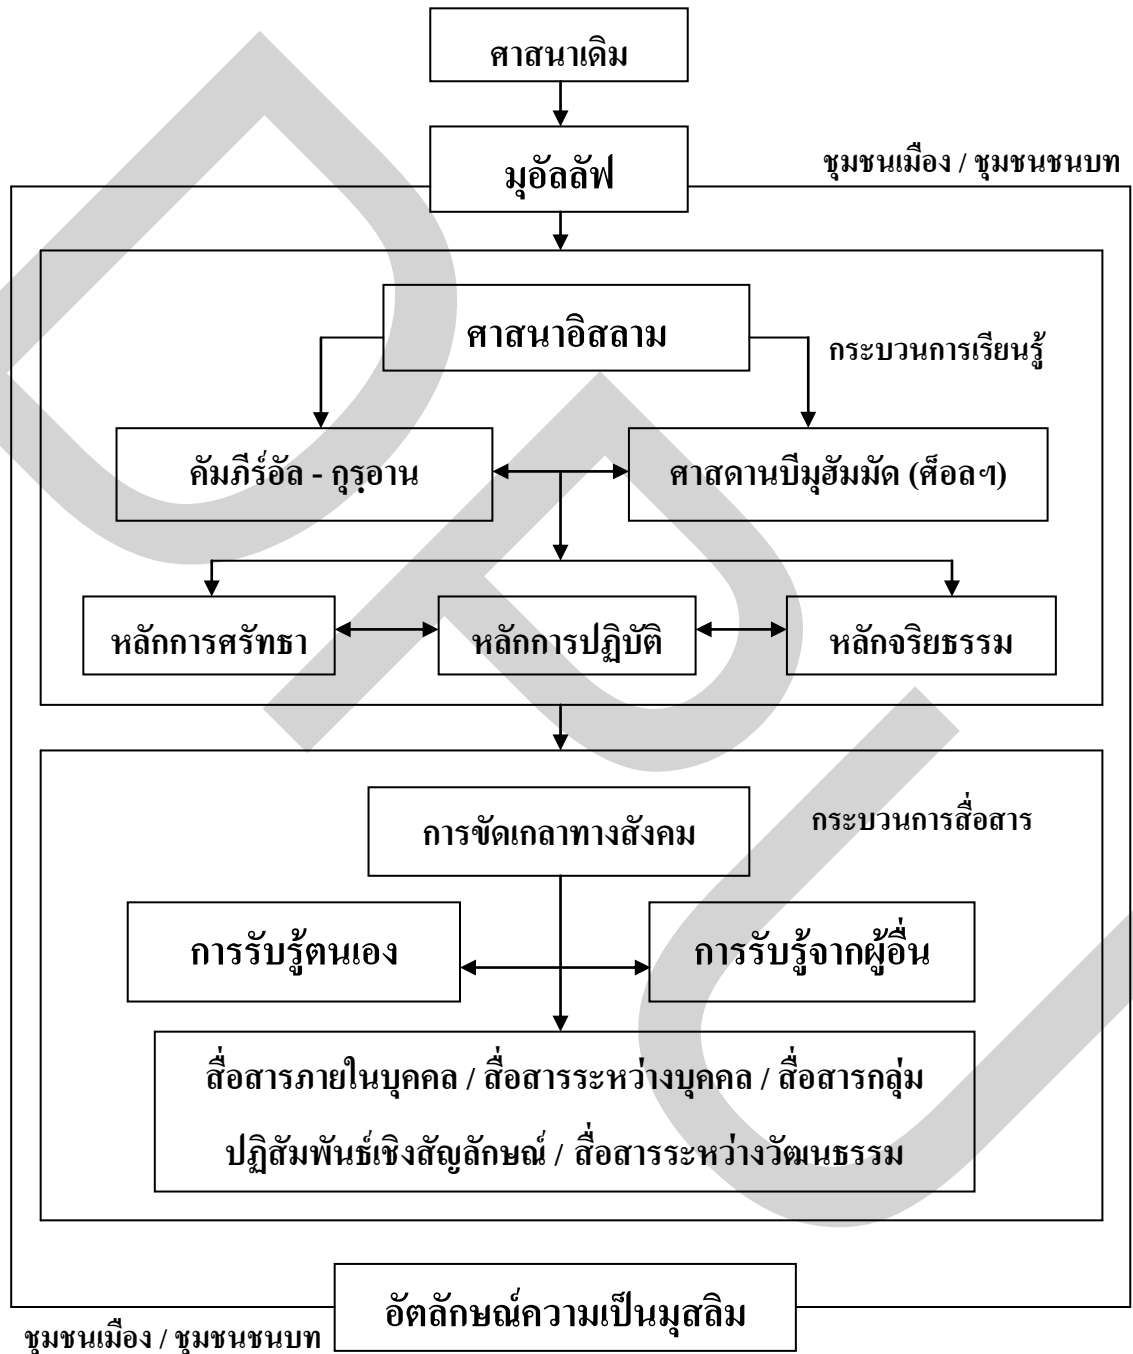 ศาสนาเดิม
มุอัลลัฟ
ชุมชนเมือง / ชุมชนชนบท
ศาสนาอิสลาม
กระบวนการเรียนรู้
คัมภีร์อัล - กุรฺอาน
ศาสดานบีมุฮัมมัด (ศ็อลฯ)
หลักการศรัทธา
หลักการปฏิบัติ
หลักจริยธรรม
การขัดเกลาทางสังคม
กระบวนการสื่อสาร
การรับรู้ตนเอง
การรับรู้จากผู้อื่น
สื่อสารภายในบุคคล / สื่อสารระหว่างบุคคล / สื่อสารกลุ่ม
ปฏิสัมพันธ์เชิงสัญลักษณ์ / สื่อสารระหว่างวัฒนธรรม
อัตลักษณ์ความเป็นมุสลิม
ชุมชนเมือง / ชุมชนชนบท
DPU